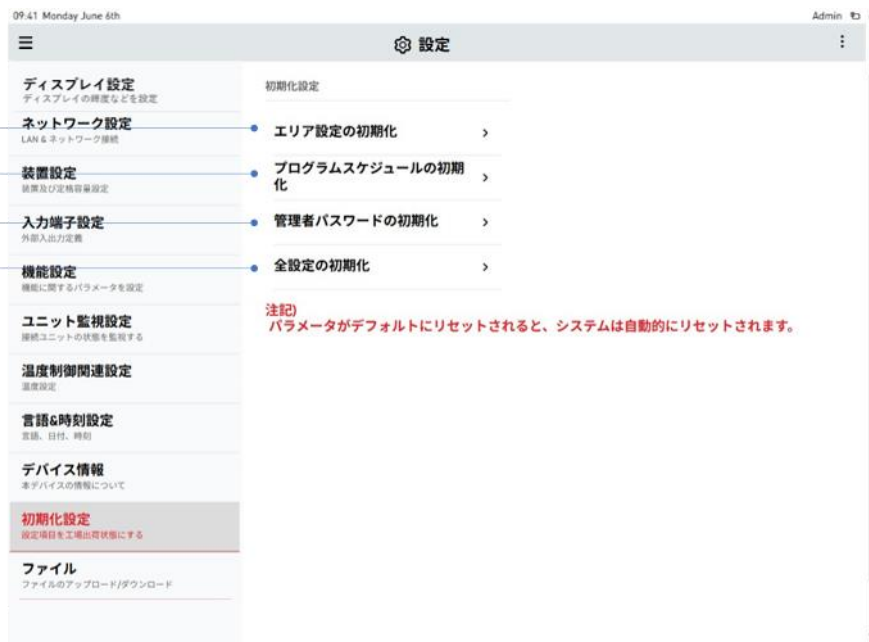 09:41 Monday June 6th
Admin
設定
ディスプレイ設定
ディスプレイの輝度などを設定
ネットワーク設定
LAN & ネットワーク接続
装置設定
装置及び定格容量設定
入力端子設定
外部入出力定義
機能設定
機能に関するパラメータを設定
ユニット監視設定
接続ユニットの状態を監視する
温度制御関連設定
温度設定
言語&時刻設定
言語、日付、時刻
デバイス情報
本デバイスの情報について
初期化設定
設定項目を工場出荷状態にする
ファイル
ファイルのアップロード/ダウンロード
初期化設定
エリア設定の初期化
プログラムスケジュールの初期
化
管理者パスワードの初期化
全設定の初期化
注記)
パラメータがデフォルトにリセットされると、システムは自動的にリセットされます。